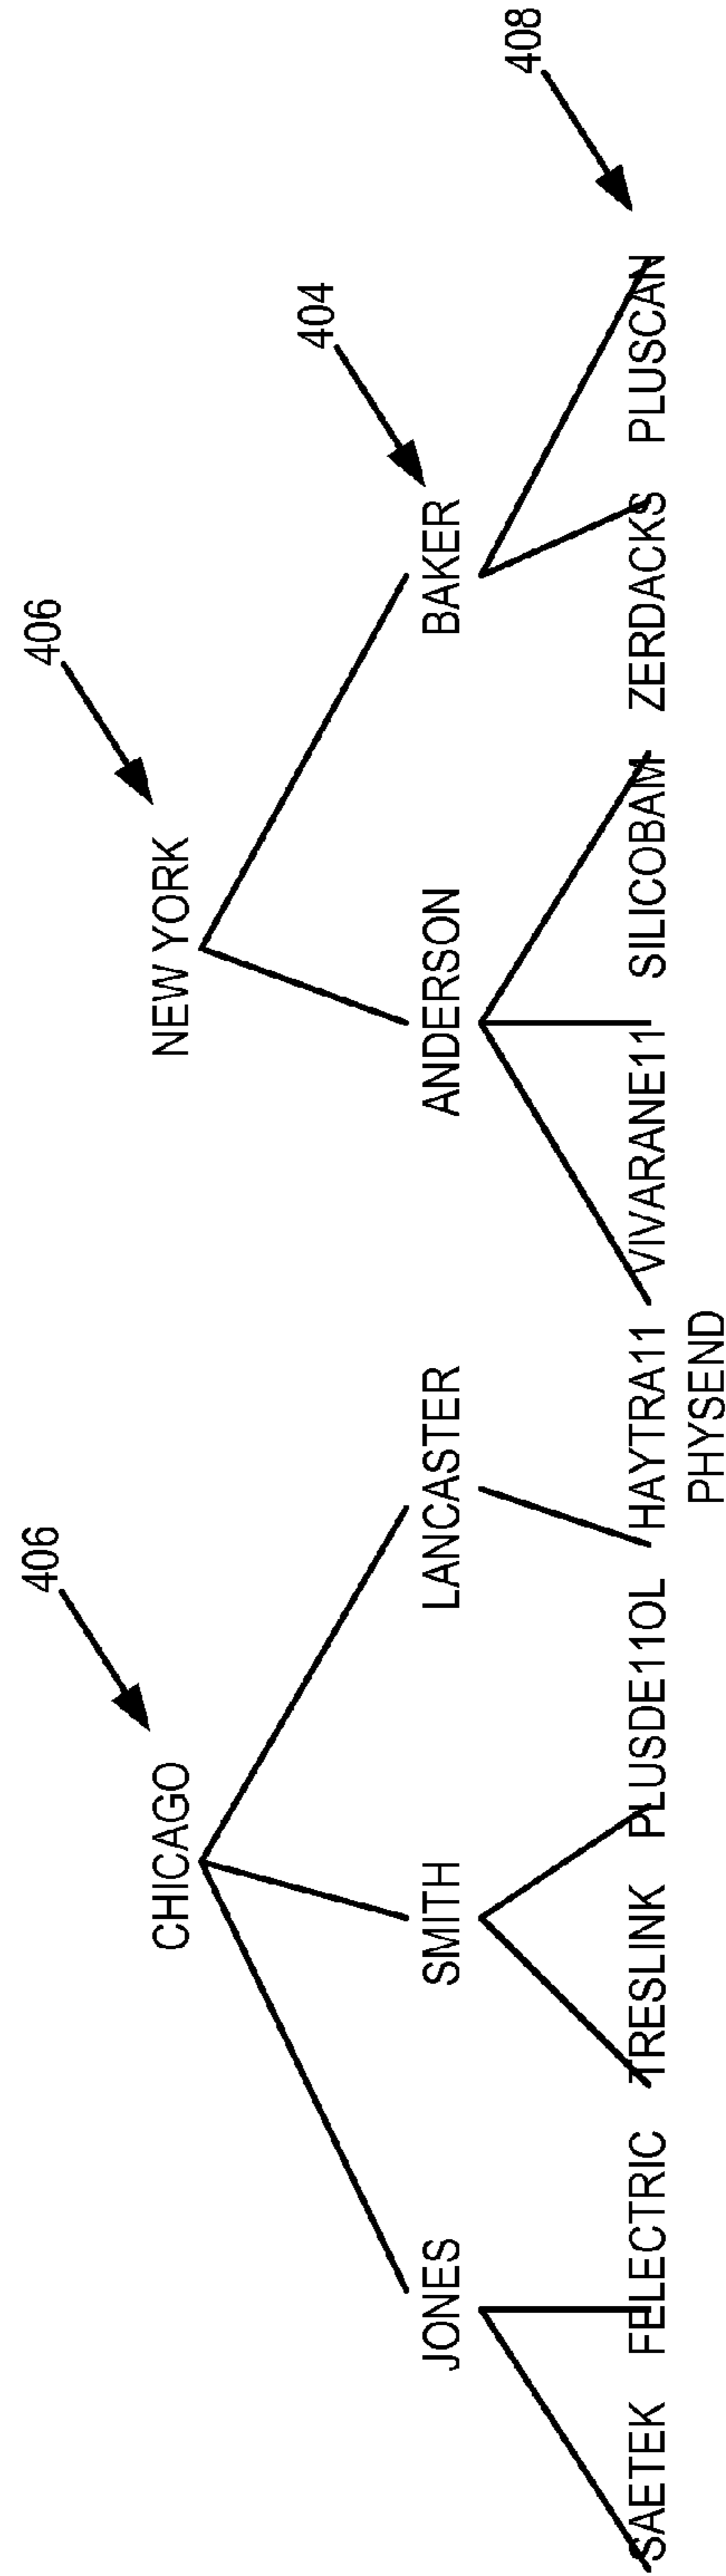 406
406
408
404
CHICAGO
NEW YORK
JONES
SMITH
LANCASTER
ANDERSON
BAKER
SAETEK
FELECTRIC
TRESLINK
PLUSDE11OL
HAYTRA11
PHYSEND
VIVARANE11
SILICOBAM
ZERDACKS
PLUSCAN